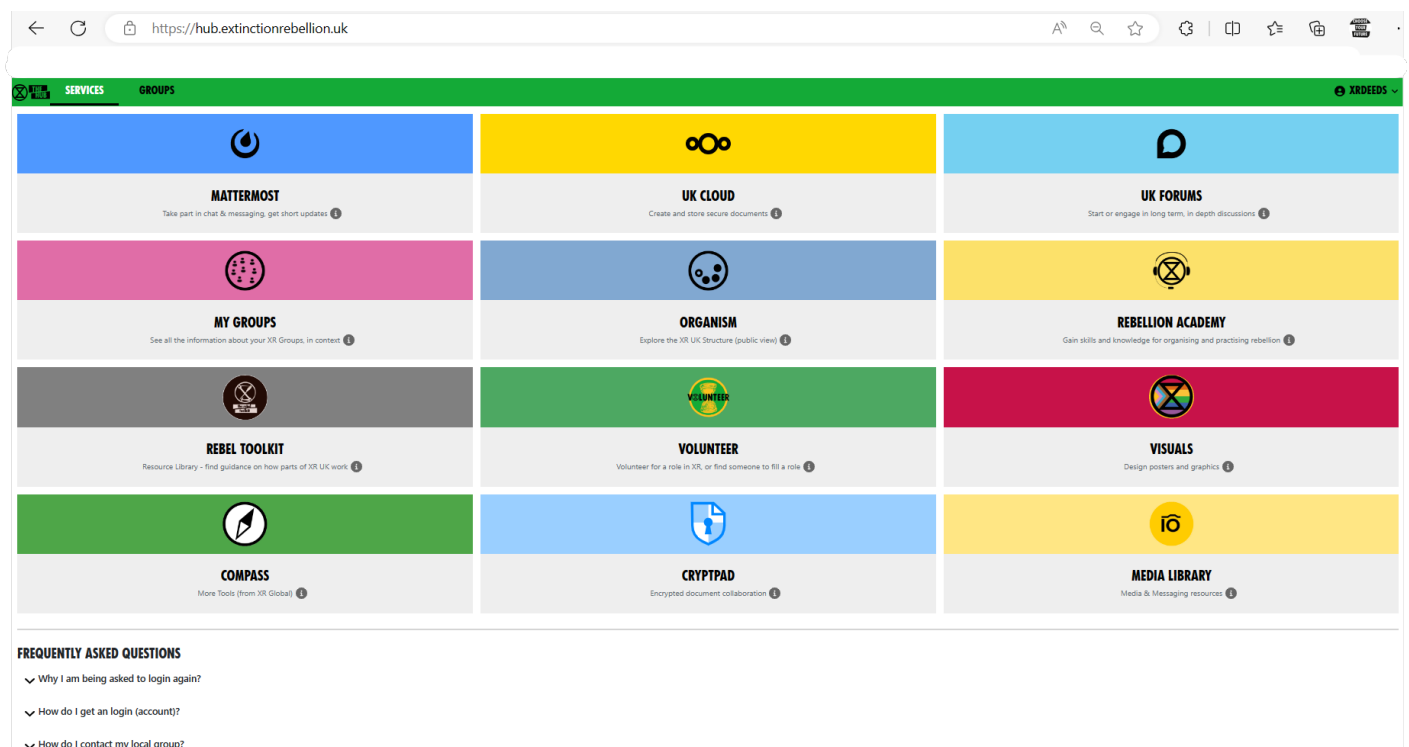 https://hub.extinctionrebellion.uk
THE HUB SERVICES GROUPS XRDEEDS
MATTERMOST UK CLOUD UK FORUMS
Take part in chat & messaging, get short updates Create and store secure documents Start or engage in long term, in depth discussions
MY GROUPS ORGANISM REBELLION ACADEMY
See all the information about your XR Groups, in context Explore the XR UK Structure (public view) Gain skills and knowledge for organising and practising rebellion
VOLUNTEER
REBEL TOOLKIT VOLUNTEER VISUALS
Resource Library - find guidance on how parts of XR UK work Volunteer for a role in XR, or find someone to fill a role Design posters and graphics
COMPASS CRYPTPAD MEDIA LIBRARY
More Tools (from XR Global) Encrypted document collaboration Media & Messaging resources
FREQUENTLY ASKED QUESTIONS
Why I am being asked to login again?
How do I get an login (account)?
How do I contact my local group?